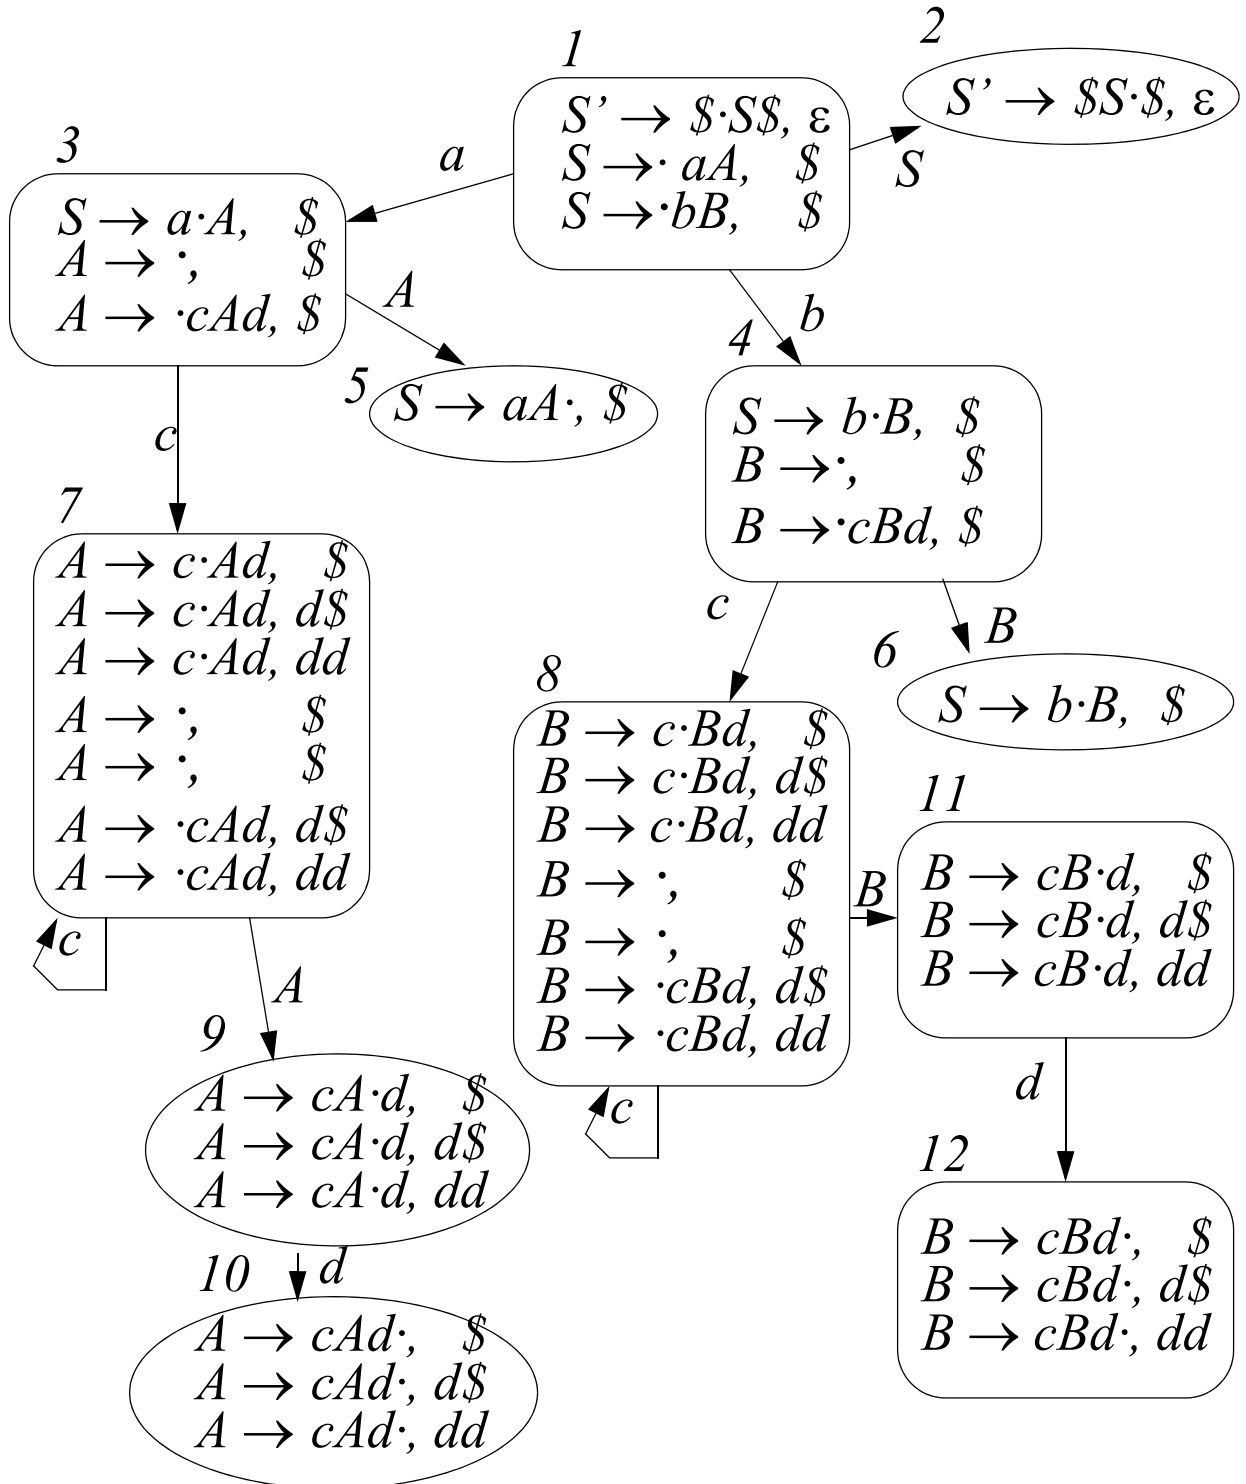 1
S' → $·S$, ε
S →· aA, $
S →·bB, $
2
S' → $S·$, ε
S
a
3
S → a·A, $
A → ·, $
A → ·cAd, $
A
b
4
S → b·B, $
B →·, $
B →·cBd, $
5
S → aA·, $
c
7
A → c·Ad, $
A → c·Ad, d$
A → c·Ad, dd
A → ·, $
A → ·, $
A → ·cAd, d$
A → ·cAd, dd
c
A
c
B
6
S → b·B, $
8
B → c·Bd, $
B → c·Bd, d$
B → c·Bd, dd
B → ·, $
B → ·, $
B → ·cBd, d$
B → ·cBd, dd
c
B
11
B → cB·d, $
B → cB·d, d$
B → cB·d, dd
d
9
A → cA·d, $
A → cA·d, d$
A → cA·d, dd
d
10
A → cAd·, $
A → cAd·, d$
A → cAd·, dd
12
B → cBd·, $
B → cBd·, d$
B → cBd·, dd